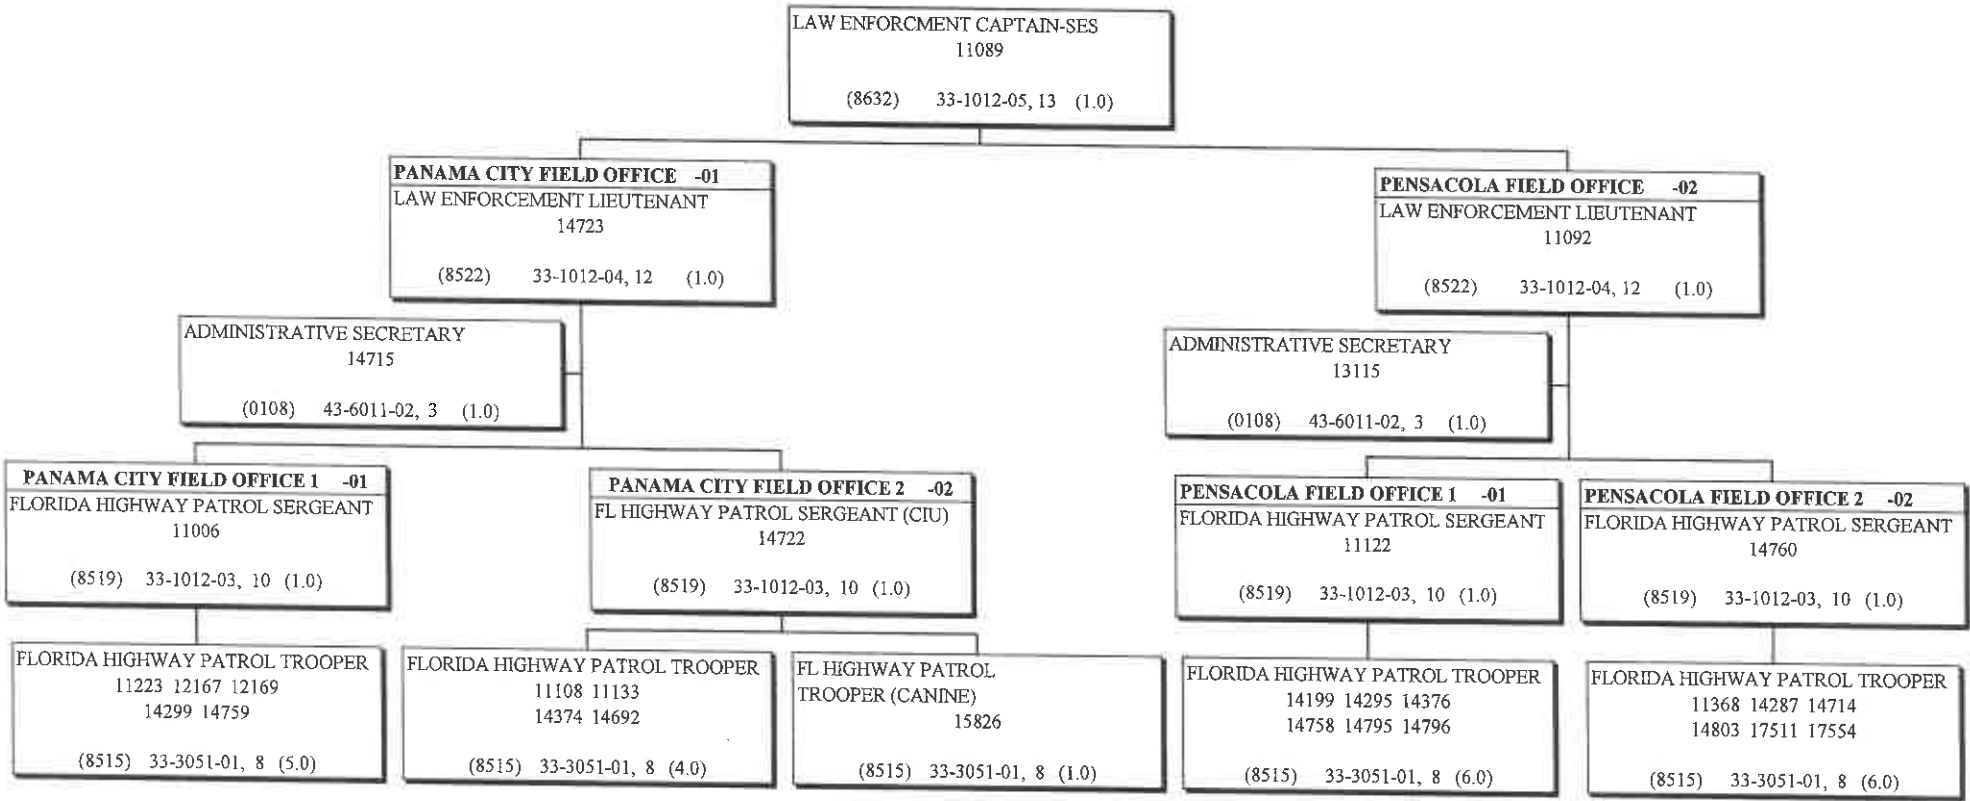 LAW ENFORCMENT CAPTAIN-SES
11089
(8632) 33-1012-05, 13 (1.0)
PANAMA CITY FIELD OFFICE -01
LAW ENFORCEMENT LIEUTENANT
14723
(8522) 33-1012-04, 12 (1.0)
PENSACOLA FIELD OFFICE -02
LAW ENFORCEMENT LIEUTENANT
11092
(8522) 33-1012-04, 12 (1.0)
ADMINISTRATIVE SECRETARY
14715
(0108) 43-6011-02, 3 (1.0)
ADMINISTRATIVE SECRETARY
13115
(0108) 43-6011-02, 3 (1.0)
PANAMA CITY FIELD OFFICE 1 -01
FLORIDA HIGHWAY PATROL SERGEANT
11006
(8519) 33-1012-03, 10 (1.0)
PANAMA CITY FIELD OFFICE 2 -02
FL HIGHWAY PATROL SERGEANT (CIU)
14722
(8519) 33-1012-03, 10 (1.0)
PENSACOLA FIELD OFFICE 1 -01
FLORIDA HIGHWAY PATROL SERGEANT
11122
(8519) 33-1012-03, 10 (1.0)
PENSACOLA FIELD OFFICE 2 -02
FLORIDA HIGHWAY PATROL SERGEANT
14760
(8519) 33-1012-03, 10 (1.0)
FLORIDA HIGHWAY PATROL TROOPER
11223 12167 12169
14299 14759
(8515) 33-3051-01, 8 (5.0)
FLORIDA HIGHWAY PATROL TROOPER
11108 11133
14374 14692
(8515) 33-3051-01, 8 (4.0)
FL HIGHWAY PATROL
TROOPER (CANINE)
15826
(8515) 33-3051-01, 8 (1.0)
FLORIDA HIGHWAY PATROL TROOPER
14199 14295 14376
14758 14795 14796
(8515) 33-3051-01, 8 (6.0)
FLORIDA HIGHWAY PATROL TROOPER
11368 14287 14714
14803 17511 17554
(8515) 33-3051-01, 8 (6.0)